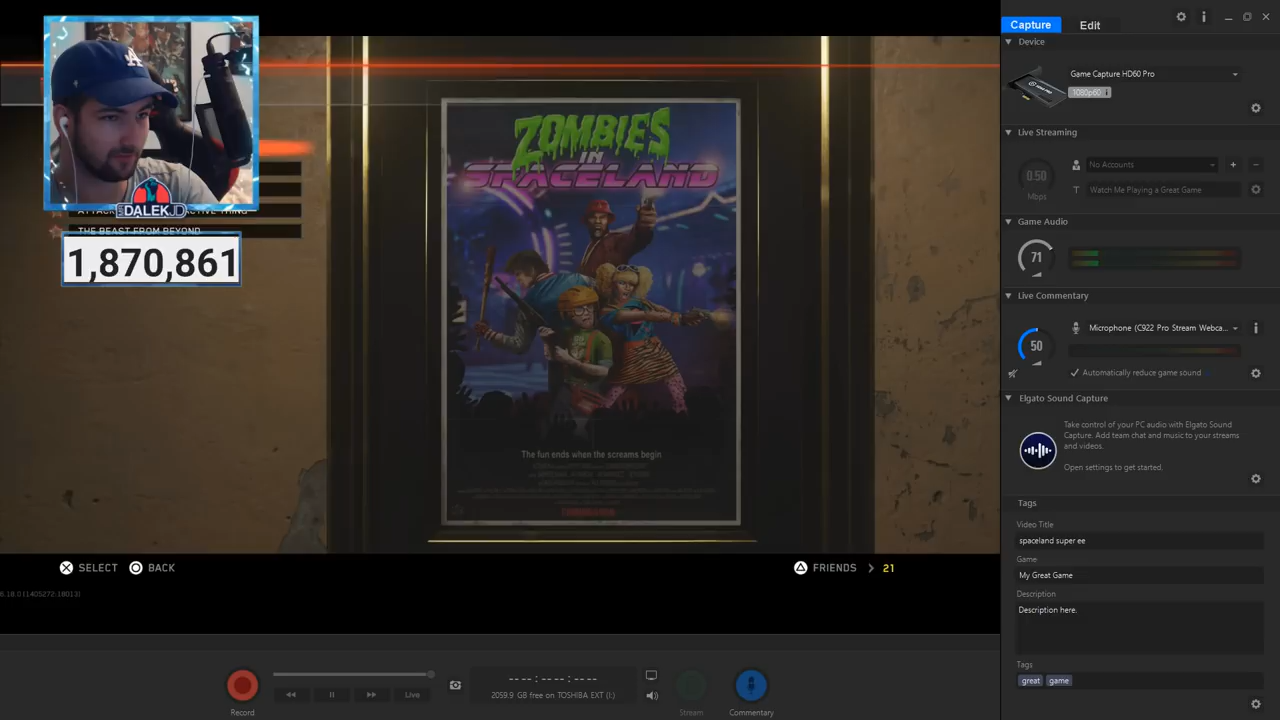 Capture Edit
Device
Game Capture HD60 Pro
1080p60
Live Streaming
0.50
Mbps
No Accounts
Watch Me Playing a Great Game
Game Audio
71
Live Commentary
50
Microphone (C922 Pro Stream Webca...
Automatically reduce game sound
Elgato Sound Capture
Take control of your PC audio with Elgato Sound
Capture. Add team chat and music to your streams
and videos.
Open settings to get started.
Tags
Video Title
spaceland super ee
Game
My Great Game
Description
Description here.
Tags
great game
DALEKJD
THE BEAST FROM BEYOND
1,870,861
ZOMBIES
IN
SPACELAND
The fun ends when the screams begin
SELECT BACK
FRIENDS > 21
6.18.0 (1405272:18013)
Record
Live
2059.9 GB free on TOSHIBA EXT (I:)
Stream
Commentary